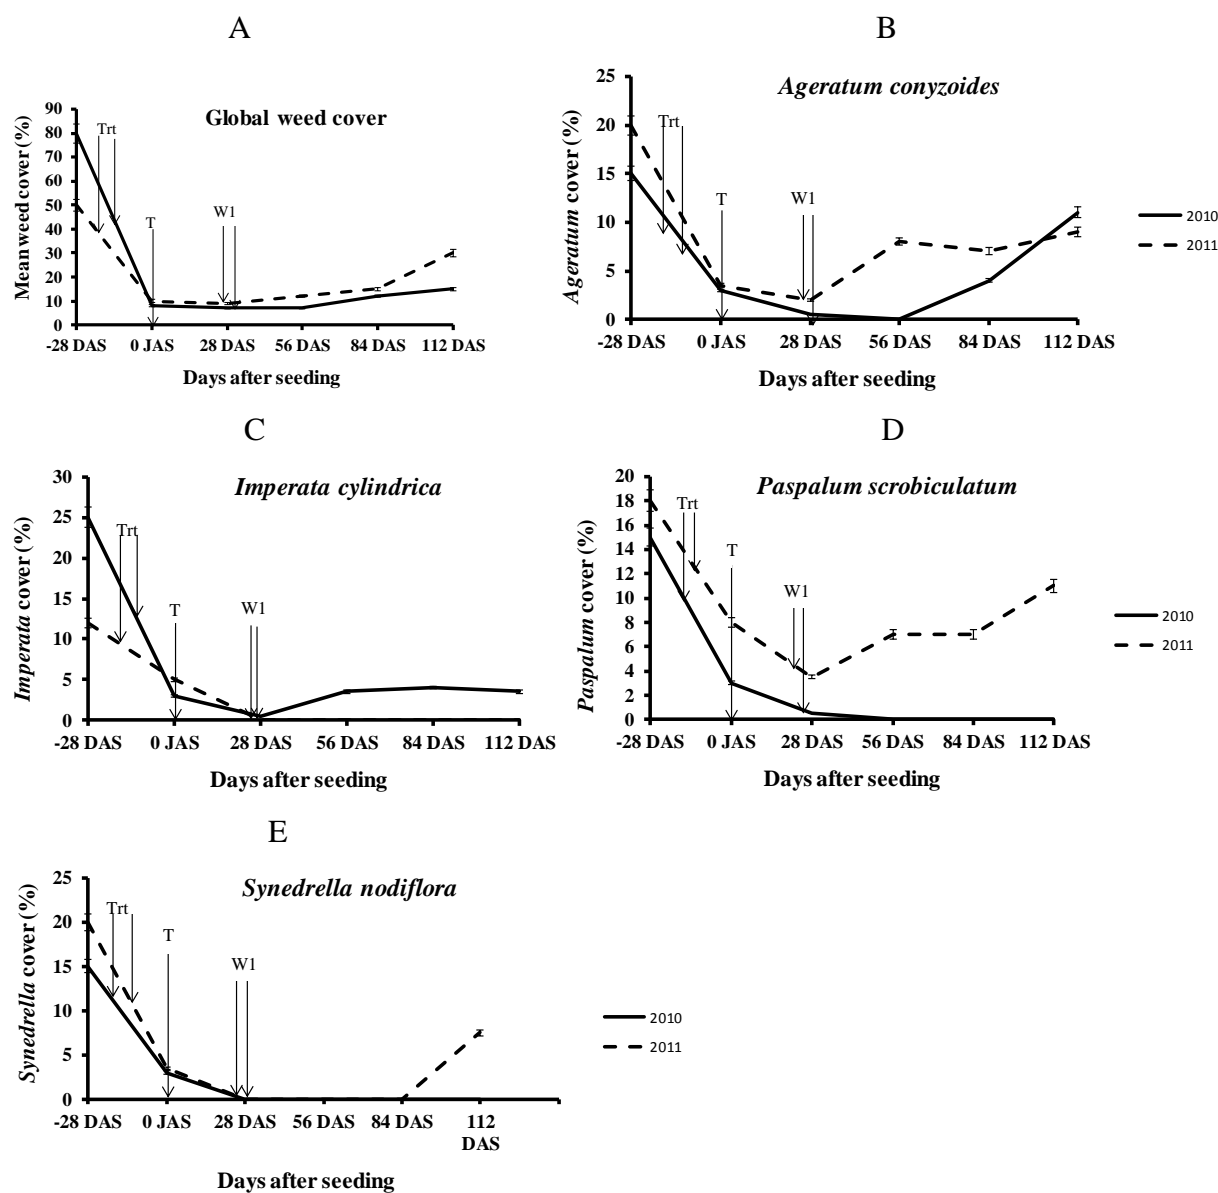 A
Global weed cover
Mean weed cover (%)
90
80
70
60
50
40
30
20
10
0
Trt
T
W1
-28 DAS 0 JAS 28 DAS 56 DAS 84 DAS 112 DAS
Days after seeding
B
Ageratum conyzoides
Ageratum cover (%)
25
20
15
10
5
0
Trt
T
W1
-28 DAS 0 JAS 28 DAS 56 DAS 84 DAS 112 DAS
Days after seeding
2010
2011
C
Imperata cylindrica
Imperata cover (%)
30
25
20
15
10
5
0
Trt
T
W1
-28 DAS 0 JAS 28 DAS 56 DAS 84 DAS 112 DAS
Days after seeding
D
Paspalum scrobiculatum
Paspalum cover (%)
20
18
16
14
12
10
8
6
4
2
0
Trt
T
W1
-28 DAS 0 JAS 28 DAS 56 DAS 84 DAS 112 DAS
Days after seeding
2010
2011
E
Synedrella nodiflora
Synedrella cover (%)
25
20
15
10
5
0
Trt
T
W1
-28 DAS 0 JAS 28 DAS 56 DAS 84 DAS 112
DAS
Days after seeding
2010
2011